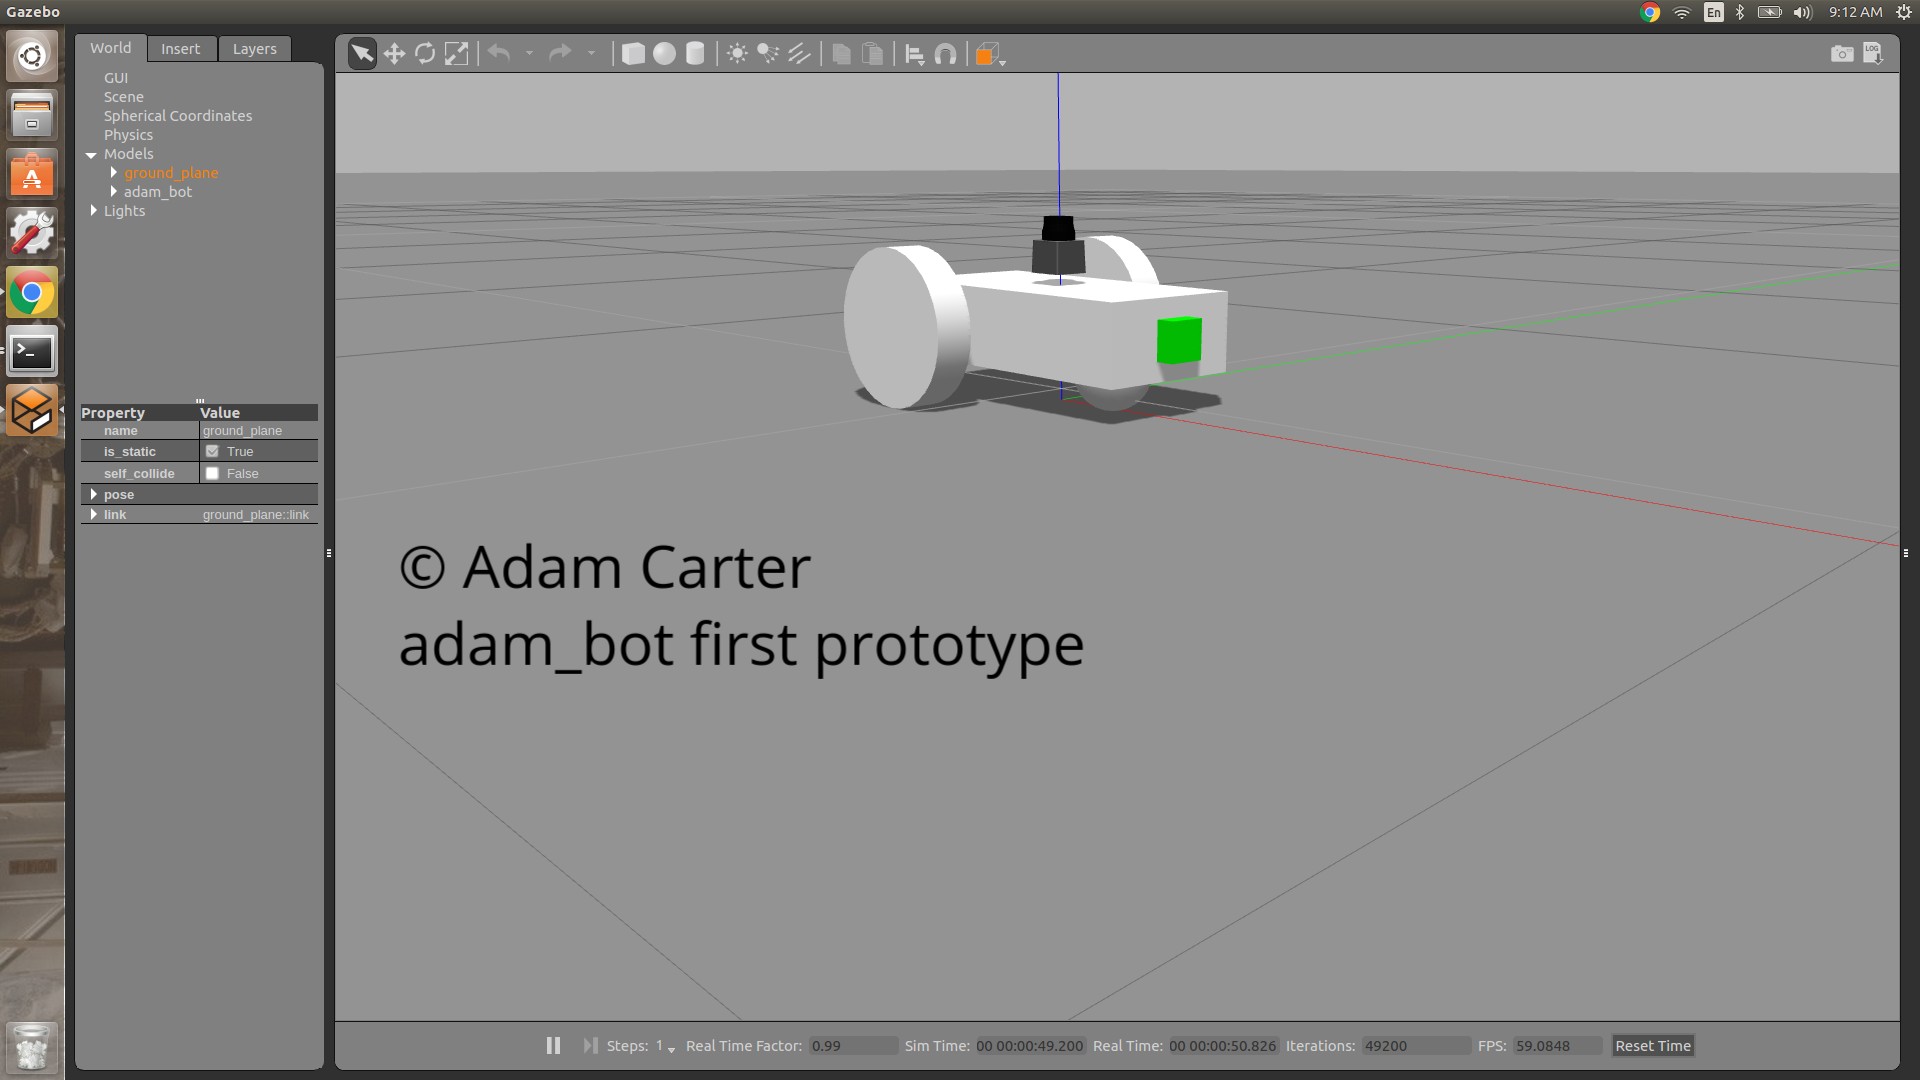 Gazebo
En
9:12 AM
World Insert Layers
LOG
GUI
Scene
Spherical Coordinates
Physics
Models
ground_plane
adam_bot
Lights
Property Value
name ground_plane
is_static True
self_collide False
pose
link ground_plane::link
© Adam Carter
adam_bot first prototype
Steps: 1 Real Time Factor: 0.99 Sim Time: 00 00:00:49.200 Real Time: 00 00:00:50.826 Iterations: 49200 FPS: 59.0848 Reset Time